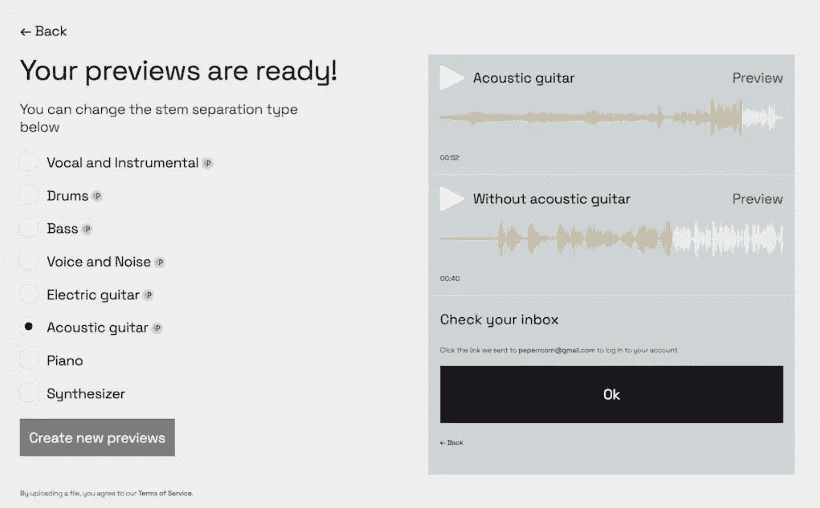 ← Back
Your previews are ready!
You can change the stem separation type
below
Vocal and Instrumental P
Drums P
Bass P
Voice and Noise P
Electric guitar P
Acoustic guitar P
Piano
Synthesizer
Create new previews
By uploading a file, you agree to our Terms of Service.
Acoustic guitar Preview
00:52
Without acoustic guitar Preview
00:40
Check your inbox
Click the link we sent to peperrcorn@gmail.com to log in to your account
Ok
← Back